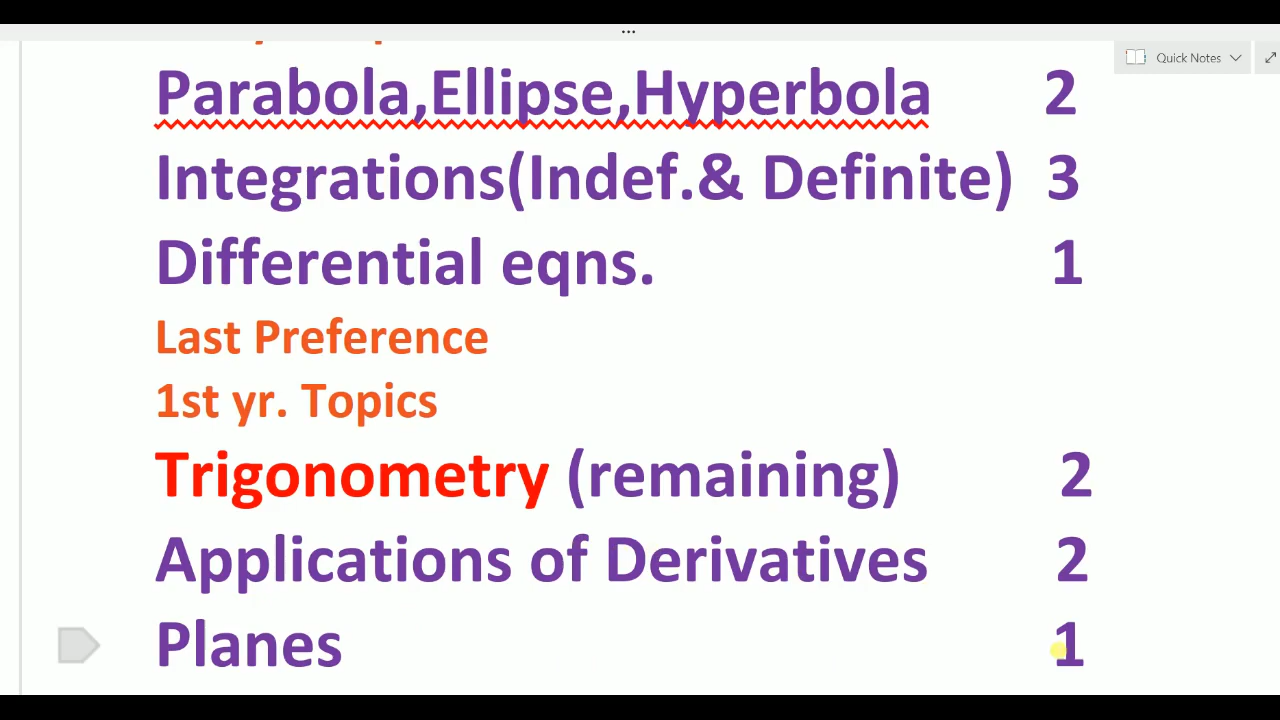 Quick Notes
Parabola,Ellipse,Hyperbola 2
Integrations(Indef.& Definite) 3
Differential eqns. 1
Last Preference
1st yr. Topics
Trigonometry (remaining) 2
Applications of Derivatives 2
Planes 1